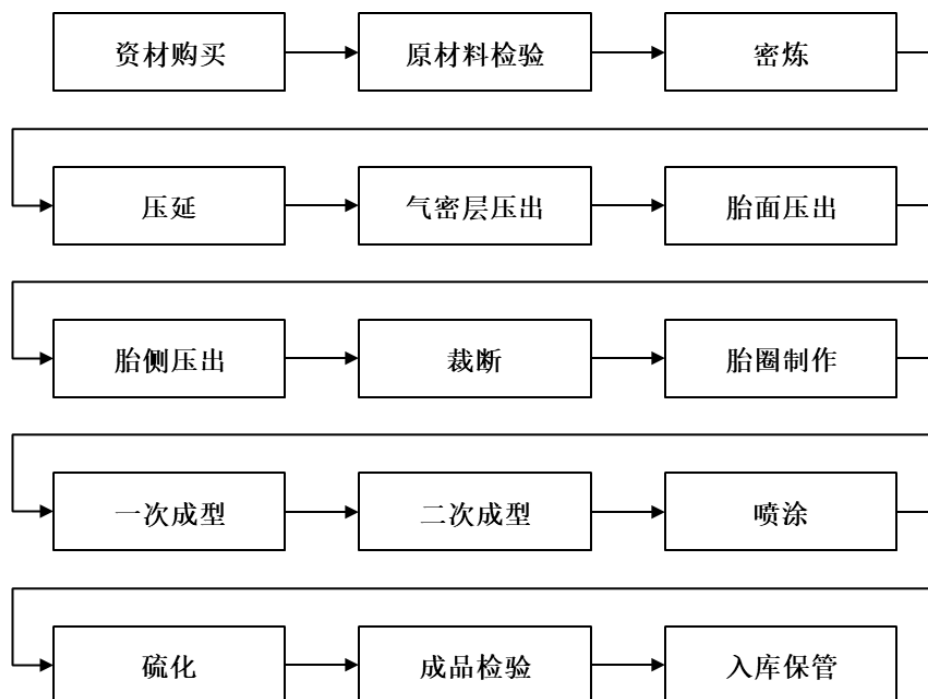 资材购买
原材料检验
密炼
压延
气密层压出
胎面压出
胎侧压出
裁断
胎圈制作
一次成型
二次成型
喷涂
硫化
成品检验
入库保管